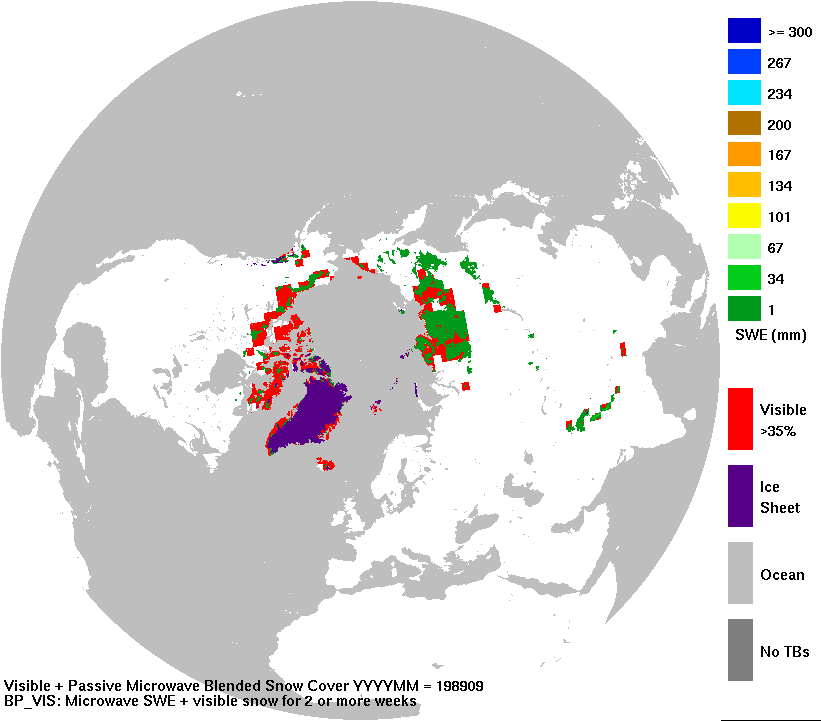 >= 300
267
234
200
167
134
101
67
34
1
SWE (mm)
Visible
>35%
Ice
Sheet
Ocean
No TBs
Visible + Passive Microwave Blended Snow Cover YYYYMM = 198909
BP_VIS: Microwave SWE + visible snow for 2 or more weeks